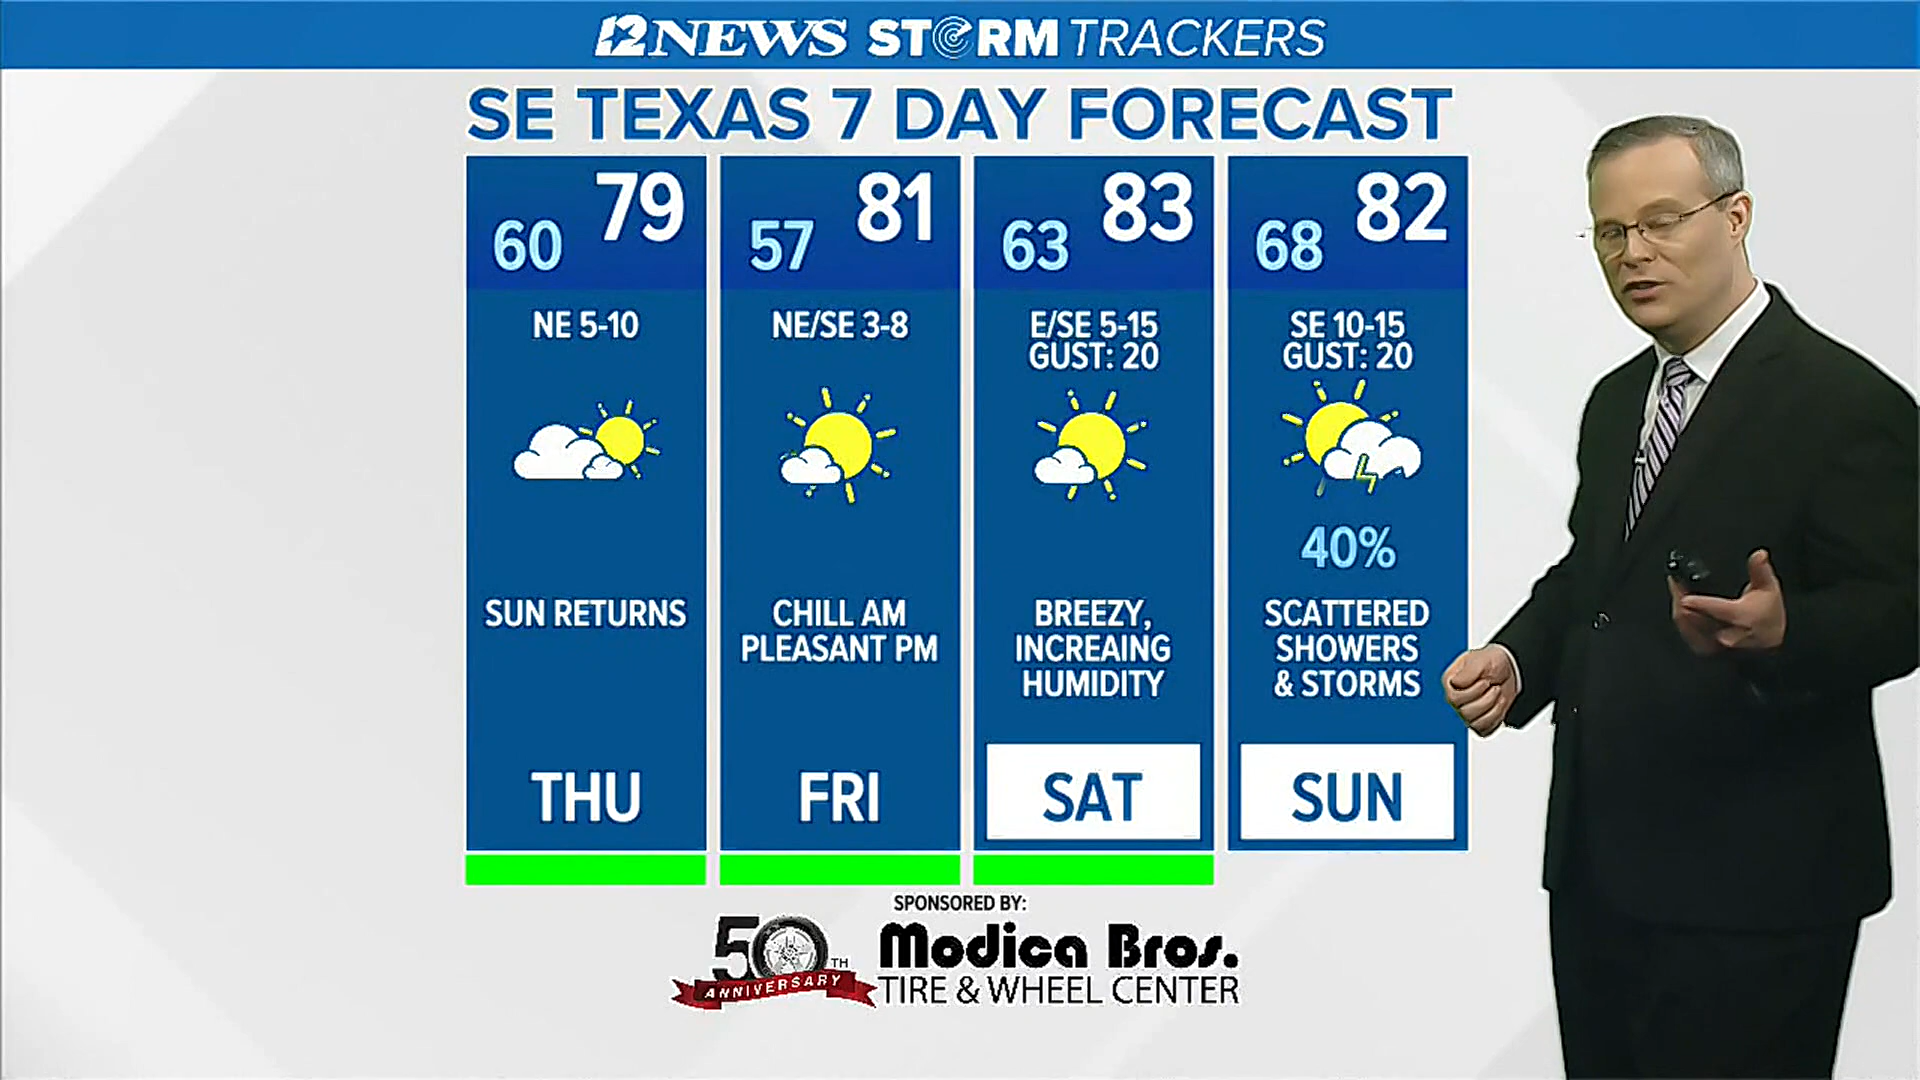 12NEWS STORM TRACKERS
SE TEXAS 7 DAY FORECAST
60 79
NE 5-10
SUN RETURNS
THU
57 81
NE/SE 3-8
CHILL AM
PLEASANT PM
FRI
63 83
E/SE 5-15
GUST: 20
BREEZY,
INCREAING
HUMIDITY
SAT
68 82
SE 10-15
GUST: 20
40%
SCATTERED
SHOWERS
& STORMS
SUN
SPONSORED BY:
50TH
ANNIVERSARY
Modica Bros.
TIRE & WHEEL CENTER